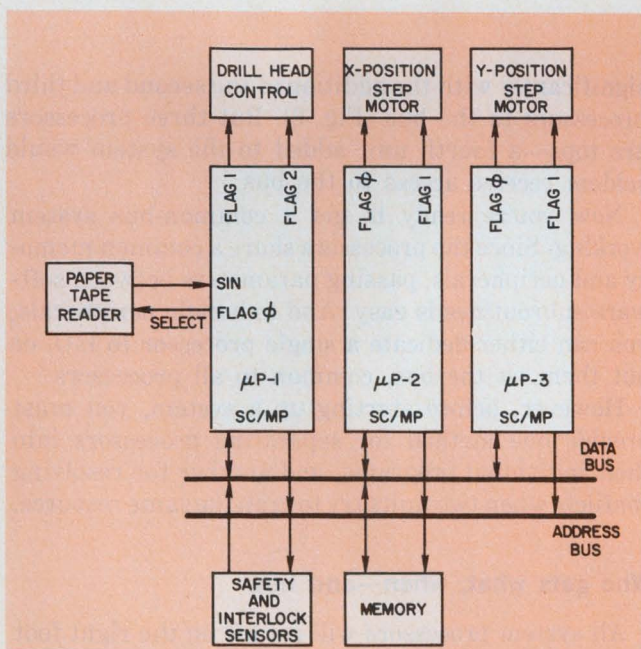 DRILL HEAD
CONTROL
X-POSITION
STEP
MOTOR
Y-POSITION
STEP
MOTOR
FLAG 1
FLAG 2
FLAG ϕ
FLAG 1
FLAG ϕ
FLAG 1
PAPER
TAPE
READER
SIN
SELECT
FLAG ϕ
μP-1
SC/MP
μP-2
SC/MP
μP-3
SC/MP
DATA
BUS
ADDRESS
BUS
SAFETY
AND
INTERLOCK
SENSORS
MEMORY